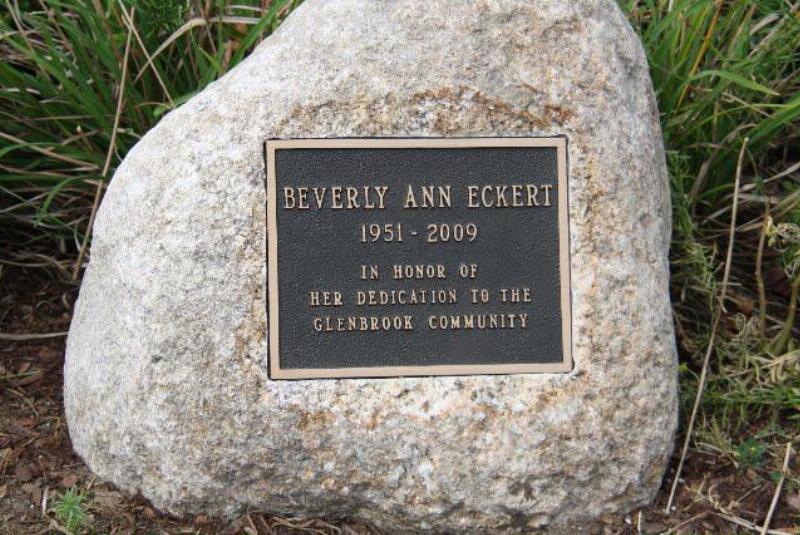 BEVERLY ANN ECKERT
1951 - 2009
IN HONOR OF
HER DEDICATION TO THE
GLENBROOK COMMUNITY